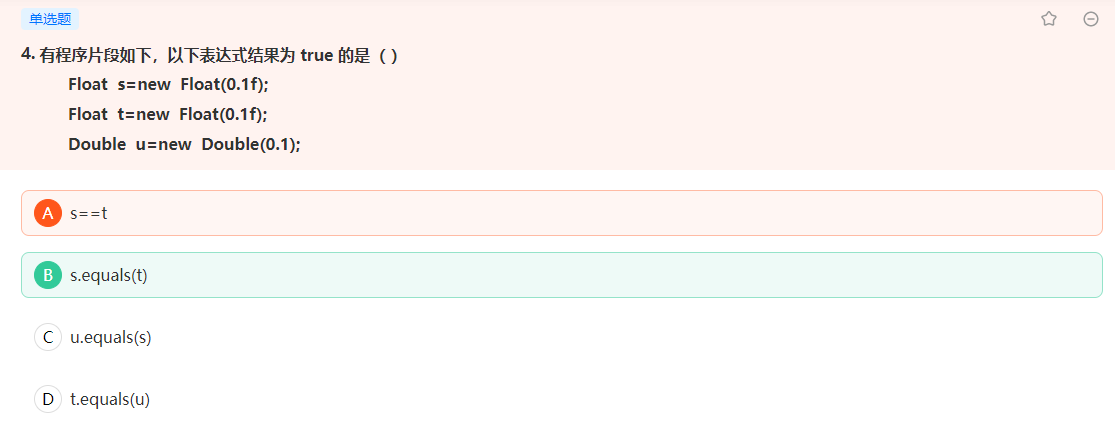 单选题
4. 有程序片段如下，以下表达式结果为 true 的是（ ）
Float s=new Float(0.1f);
Float t=new Float(0.1f);
Double u=new Double(0.1);
A s==t
B s.equals(t)
C u.equals(s)
D t.equals(u)